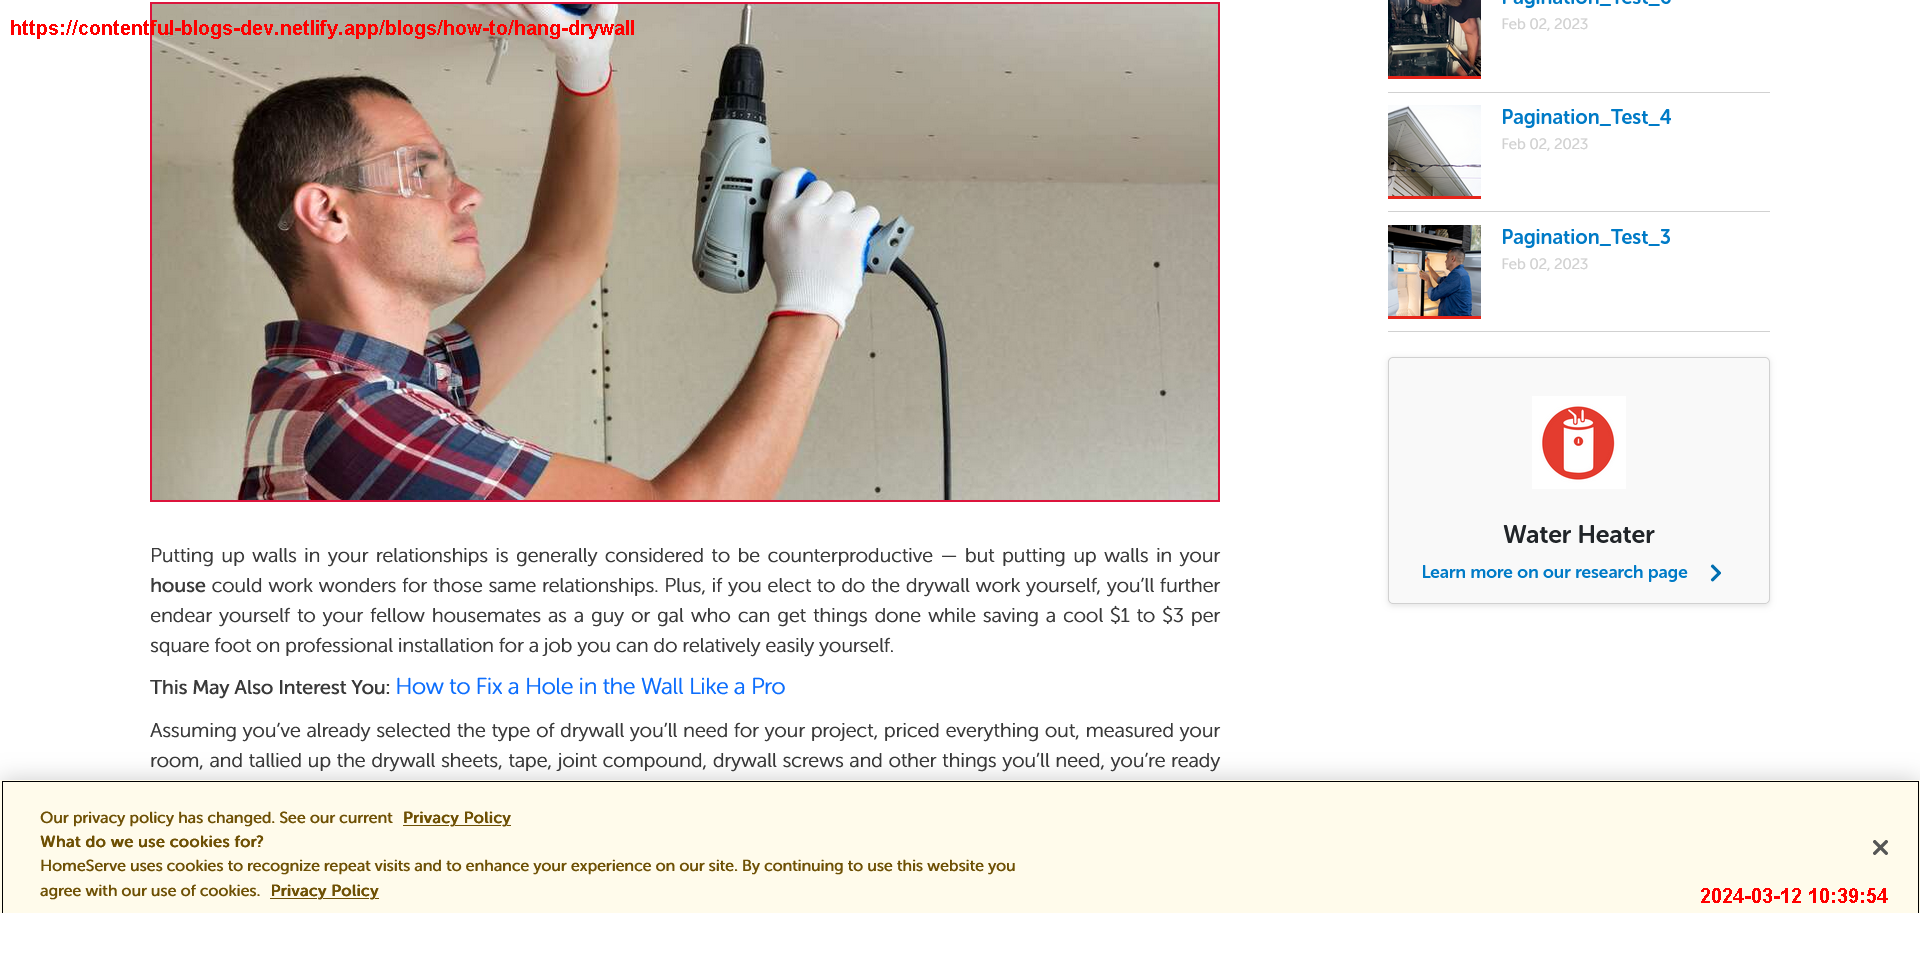 https://contentful-blogs-dev.netlify.app/blogs/how-to/hang-drywall
Putting up walls in your relationships is generally considered to be counterproductive — but putting up walls in your
house could work wonders for those same relationships. Plus, if you elect to do the drywall work yourself, you’ll further
endear yourself to your fellow housemates as a guy or gal who can get things done while saving a cool $1 to $3 per
square foot on professional installation for a job you can do relatively easily yourself.
This May Also Interest You: How to Fix a Hole in the Wall Like a Pro
Assuming you’ve already selected the type of drywall you’ll need for your project, priced everything out, measured your
room, and tallied up the drywall sheets, tape, joint compound, drywall screws and other things you’ll need, you’re ready
Feb 02, 2023
Pagination_Test_4
Feb 02, 2023
Pagination_Test_3
Feb 02, 2023
Water Heater
Learn more on our research page
Our privacy policy has changed. See our current Privacy Policy
What do we use cookies for?
HomeServe uses cookies to recognize repeat visits and to enhance your experience on our site. By continuing to use this website you
agree with our use of cookies. Privacy Policy
2024-03-12 10:39:54